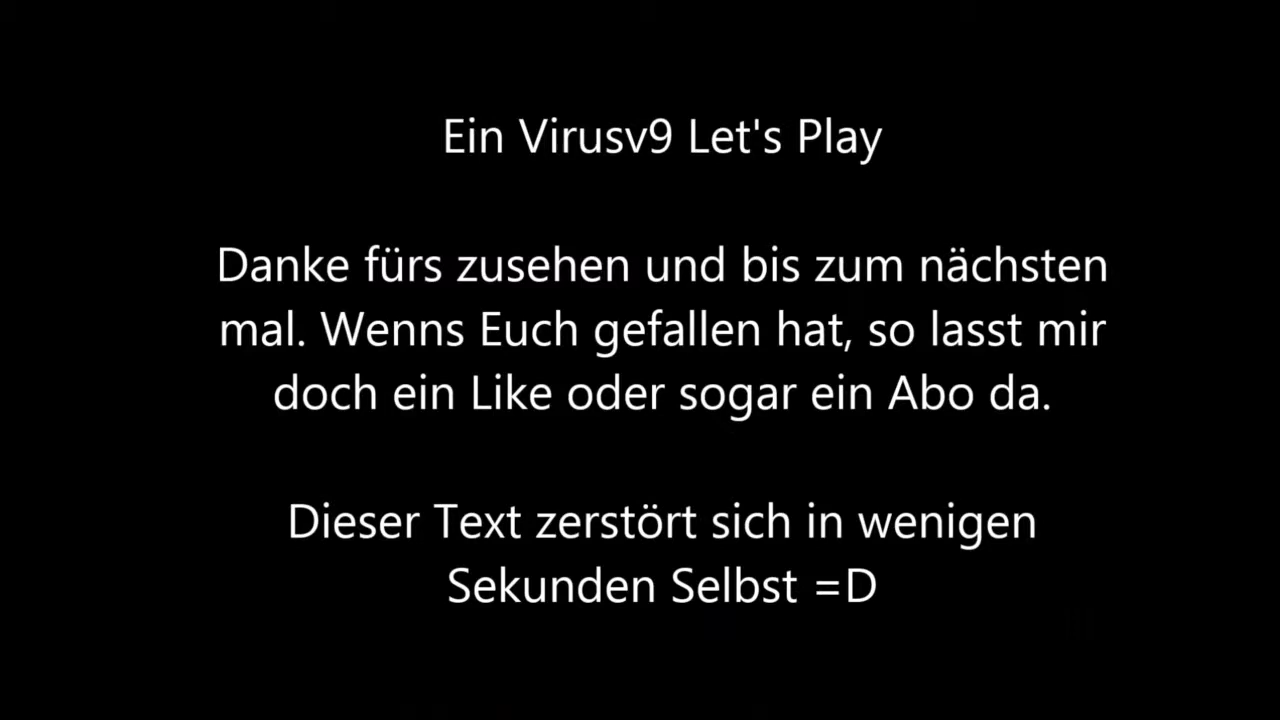 Ein Virusv9 Let's Play
Danke fürs zusehen und bis zum nächsten
mal. Wenns Euch gefallen hat, so lasst mir
doch ein Like oder sogar ein Abo da.
Dieser Text zerstört sich in wenigen
Sekunden Selbst =D